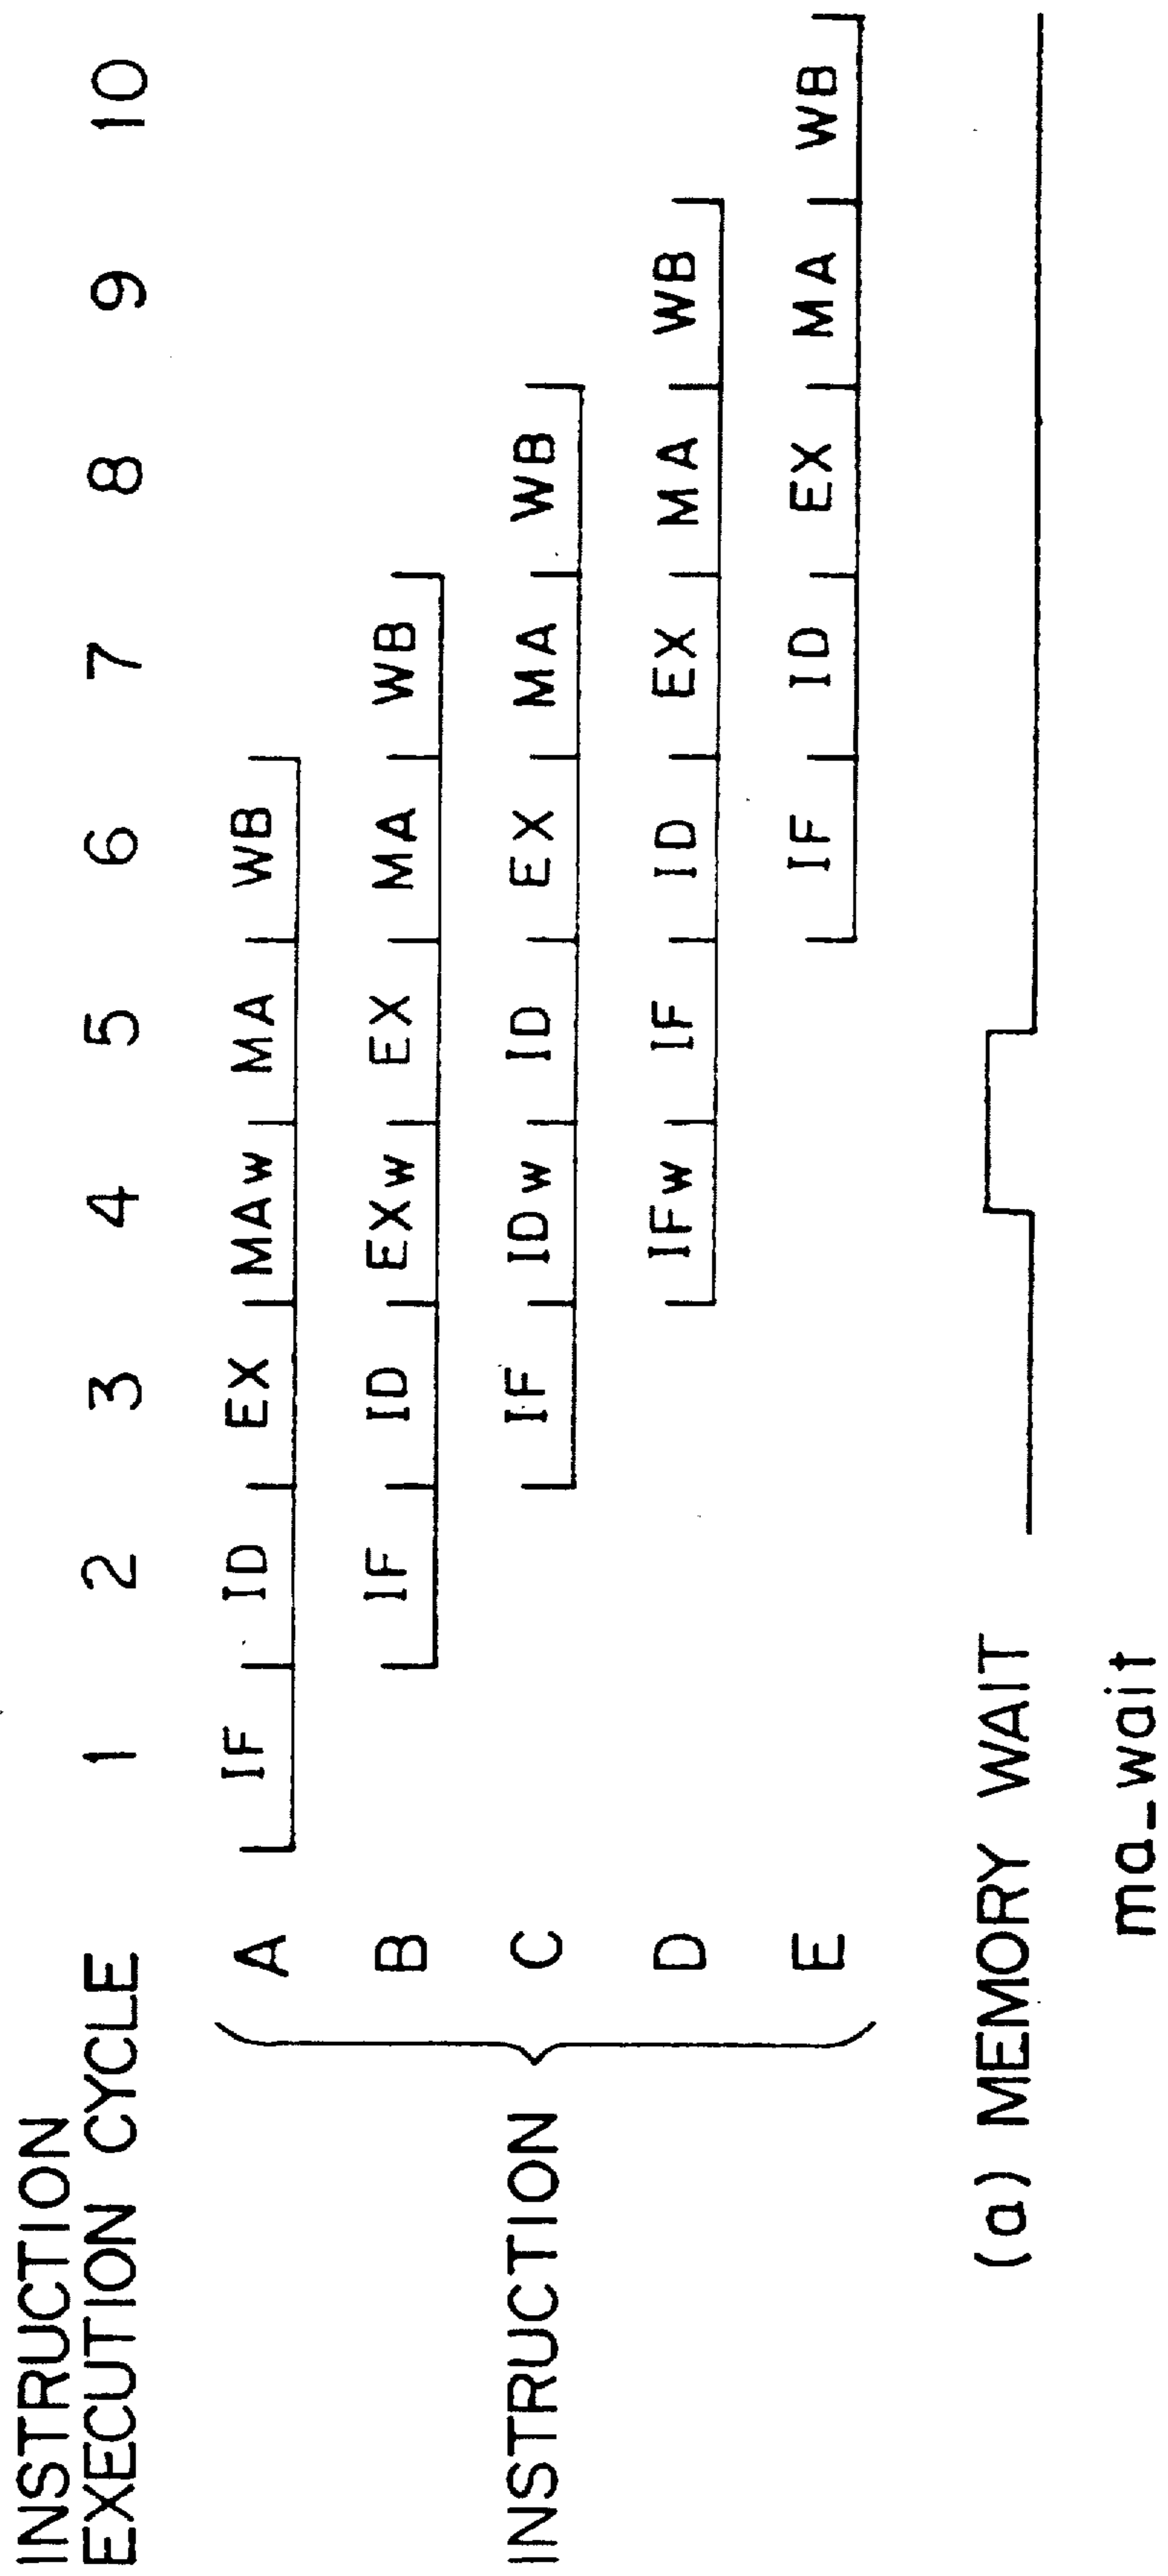 INSTRUCTION
EXECUTION CYCLE 1 2 3 4 5 6 7 8 9 10
A IF ID EX MAw MA WB
B IF ID EXw EX MA WB
INSTRUCTION C IF IDw ID EX MA WB
D IFw IF ID EX MA WB
E IF ID EX MA WB
(a) MEMORY WAIT
ma_wait